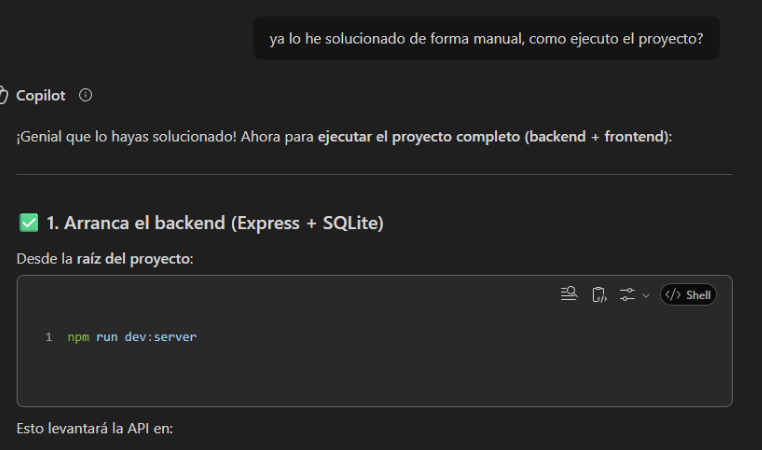 ya lo he solucionado de forma manual, como ejecuto el proyecto?
Copilot
¡Genial que lo hayas solucionado! Ahora para ejecutar el proyecto completo (backend + frontend):
✅ 1. Arranca el backend (Express + SQLite)
Desde la raíz del proyecto:
</> Shell
1 npm run dev:server
Esto levantará la API en: